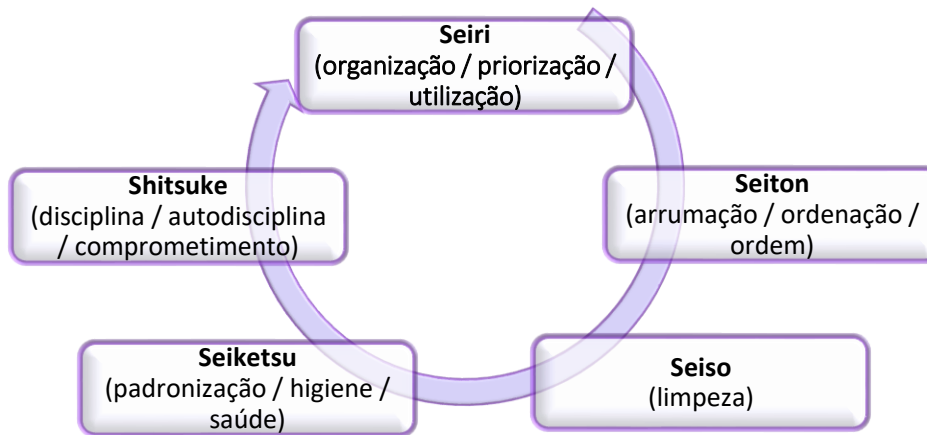 Seiri
(organização / priorização /
utilização)
Seiton
(arrumação / ordenação /
ordem)
Seiso
(limpeza)
Seiketsu
(padronização / higiene /
saúde)
Shitsuke
(disciplina / autodisciplina
/ comprometimento)